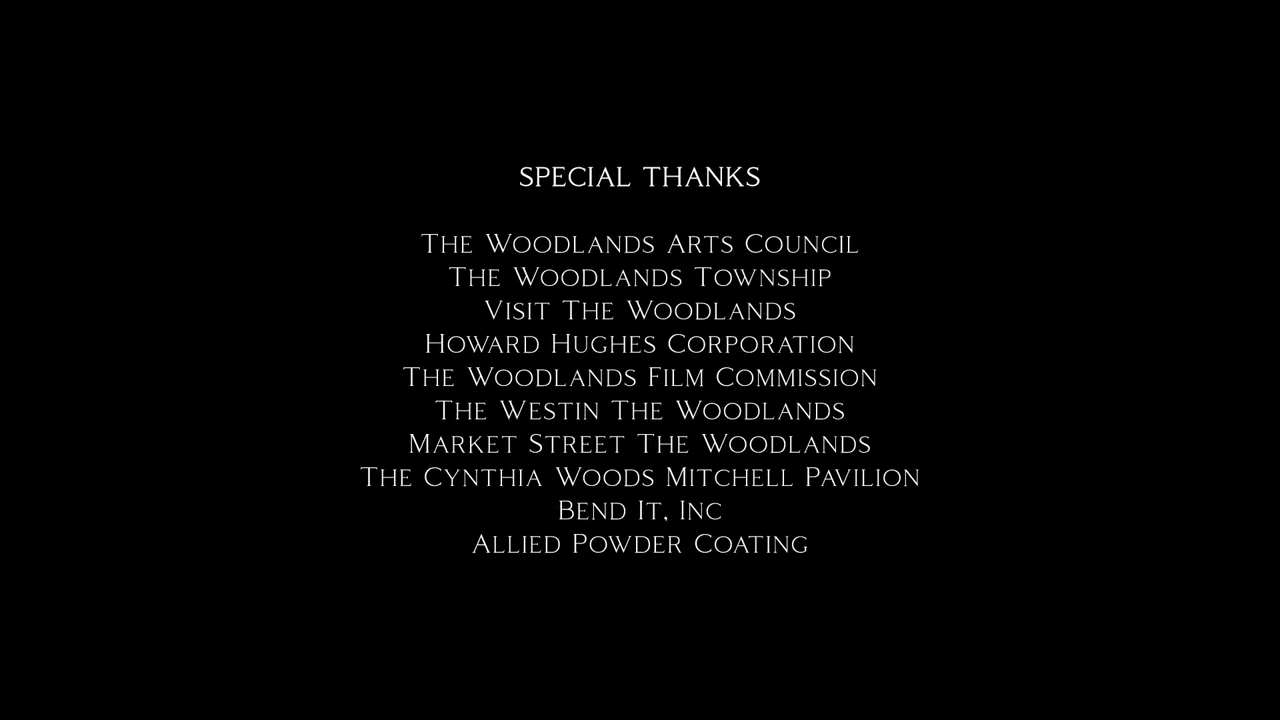 SPECIAL THANKS
The Woodlands Arts Council
The Woodlands Township
Visit The Woodlands
Howard Hughes Corporation
The Woodlands Film Commission
The Westin The Woodlands
Market Street The Woodlands
The Cynthia Woods Mitchell Pavilion
Bend It, Inc
Allied Powder Coating